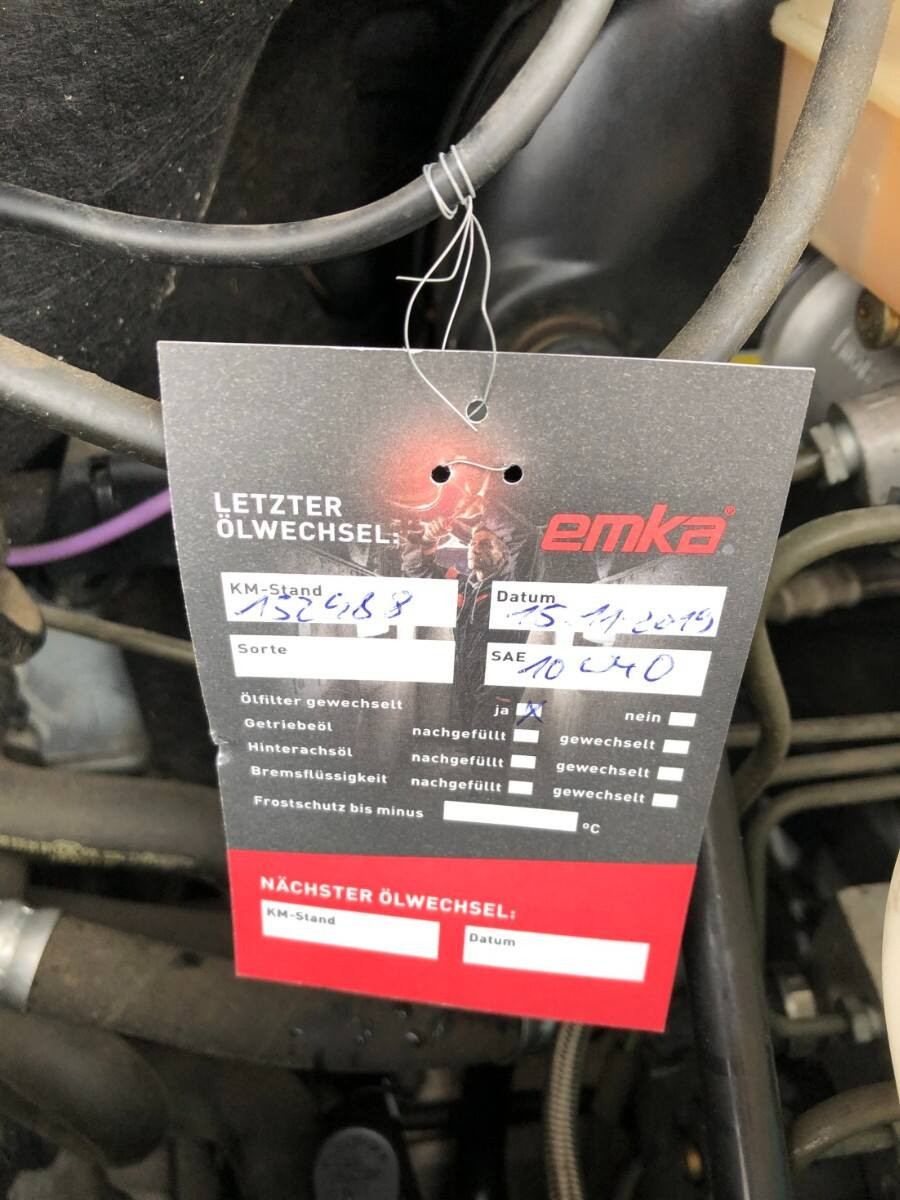 LETZTER
ÖLWECHSEL:
emka®
KM-Stand
152488
Datum
15.11.2019
Sorte
SAE 10W40
Ölfilter gewechselt ja X nein
Getriebeöl nachgefüllt gewechselt
Hinterachsöl nachgefüllt gewechselt
Bremsflüssigkeit nachgefüllt gewechselt
Frostschutz bis minus °C
NÄCHSTER ÖLWECHSEL:
KM-Stand
Datum